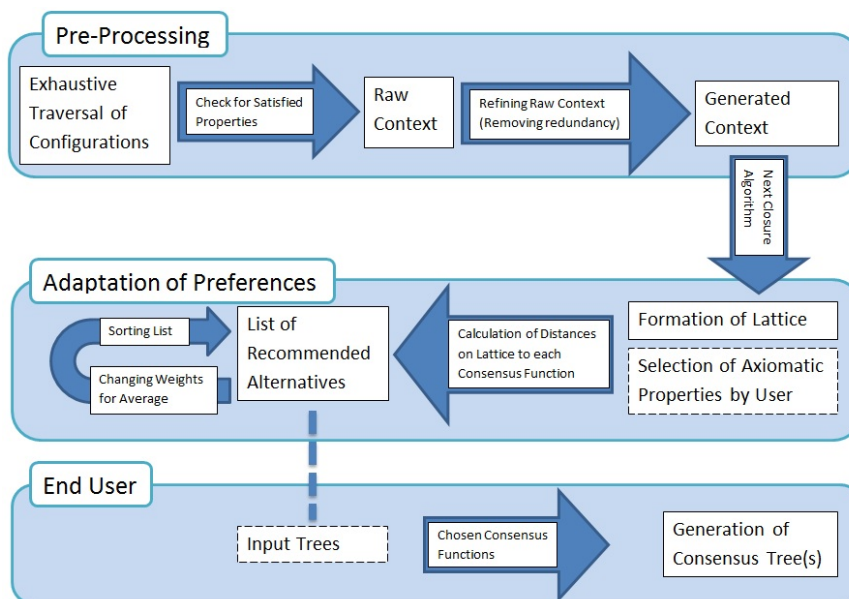 Pre-Processing
Exhaustive
Traversal of
Configurations
Check for Satisfied
Properties
Raw
Context
Refining Raw Context
(Removing redundancy)
Generated
Context
Next Closure
Algorithm
Adaptation of Preferences
Sorting List
Changing Weights
for Average
List of
Recommended
Alternatives
Calculation of Distances
on Lattice to each
Consensus Function
Formation of Lattice
Selection of Axiomatic
Properties by User
End User
Input Trees
Chosen Consensus
Functions
Generation of
Consensus Tree(s)